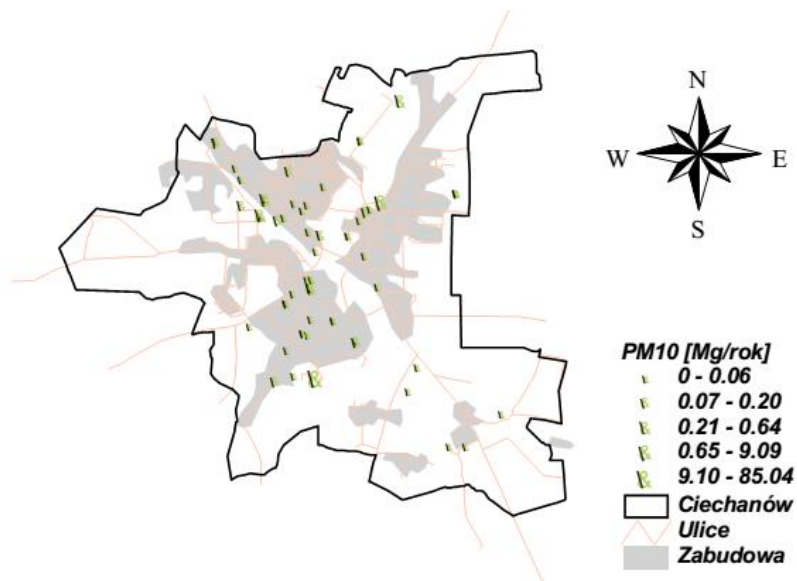 N
W E
S
PM10 [Mg/rok]
0 - 0.06
0.07 - 0.20
0.21 - 0.64
0.65 - 9.09
9.10 - 85.04
Ciechanów
Ulice
Zabudowa